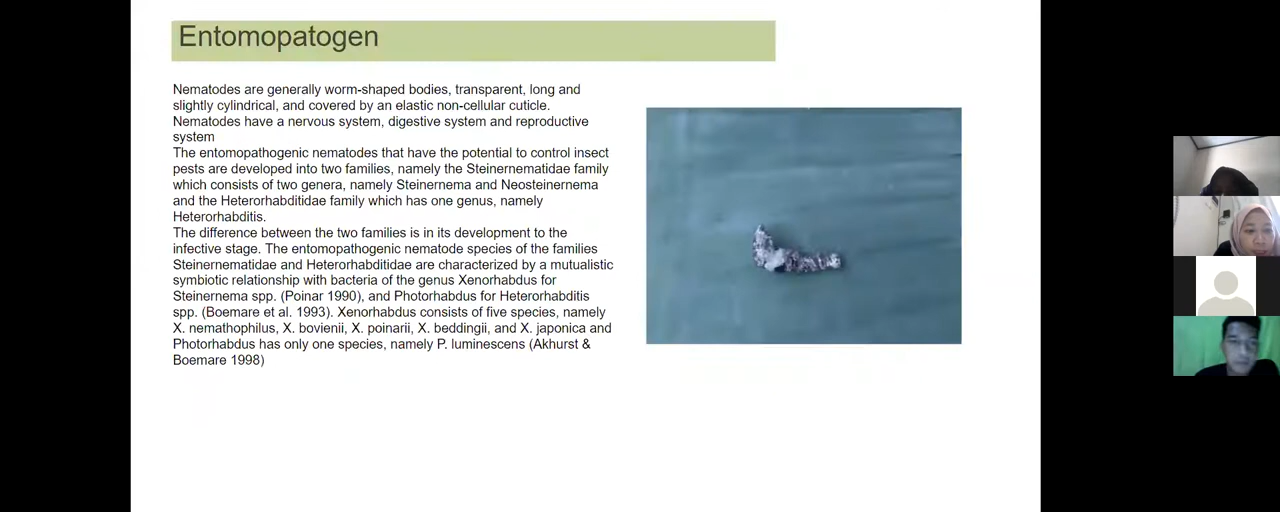 Entomopatogen
Nematodes are generally worm-shaped bodies, transparent, long and
slightly cylindrical, and covered by an elastic non-cellular cuticle.
Nematodes have a nervous system, digestive system and reproductive
system
The entomopathogenic nematodes that have the potential to control insect
pests are developed into two families, namely the Steinernematidae family
which consists of two genera, namely Steinernema and Neosteinernema
and the Heterorhabditidae family which has one genus, namely
Heterorhabditis.
The difference between the two families is in its development to the
infective stage. The entomopathogenic nematode species of the families
Steinernematidae and Heterorhabditidae are characterized by a mutualistic
symbiotic relationship with bacteria of the genus Xenorhabdus for
Steinernema spp. (Poinar 1990), and Photorhabdus for Heterorhabditis
spp. (Boemare et al. 1993). Xenorhabdus consists of five species, namely
X. nemathophilus, X. bovienii, X. poinarii, X. beddingii, and X. japonica and
Photorhabdus has only one species, namely P. luminescens (Akhurst &
Boemare 1998)